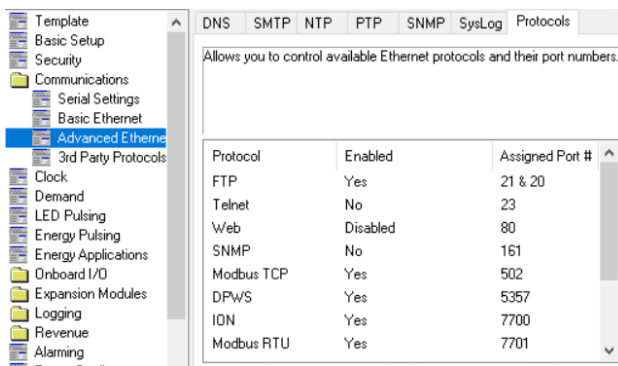 Template
Basic Setup
Security
Communications
Serial Settings
Basic Ethernet
Advanced Etherne
3rd Party Protocols
Clock
Demand
LED Pulsing
Energy Pulsing
Energy Applications
Onboard I/O
Expansion Modules
Logging
Revenue
Alarming
DNS SMTP NTP PTP SNMP SysLog Protocols
Allows you to control available Ethernet protocols and their port numbers.
Protocol Enabled Assigned Port #
FTP Yes 21 & 20
Telnet No 23
Web Disabled 80
SNMP No 161
Modbus TCP Yes 502
DPWS Yes 5357
ION Yes 7700
Modbus RTU Yes 7701